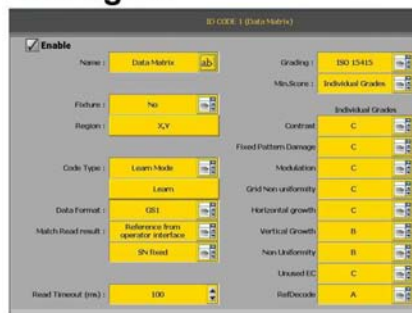 ID CODE 1 (Data Matrix)
Enable
Name : Data Matrix ab
Grading : ISO 15415
Min.Score : Individual Grades
Fixture : No
Individual Grades
Region : X,Y
Contrast C
Fixed Pattern Damage C
Code Type : Learn Mode
Modulation C
Learn
Grid Non uniformity C
Data Format : GS1
Horizontal growth C
Match Read result : Reference from operator interface
Vertical Growth B
SN Fixed
Non Uniformity B
Unused EC C
Read Timeout (ms) : 100
RefDecode A